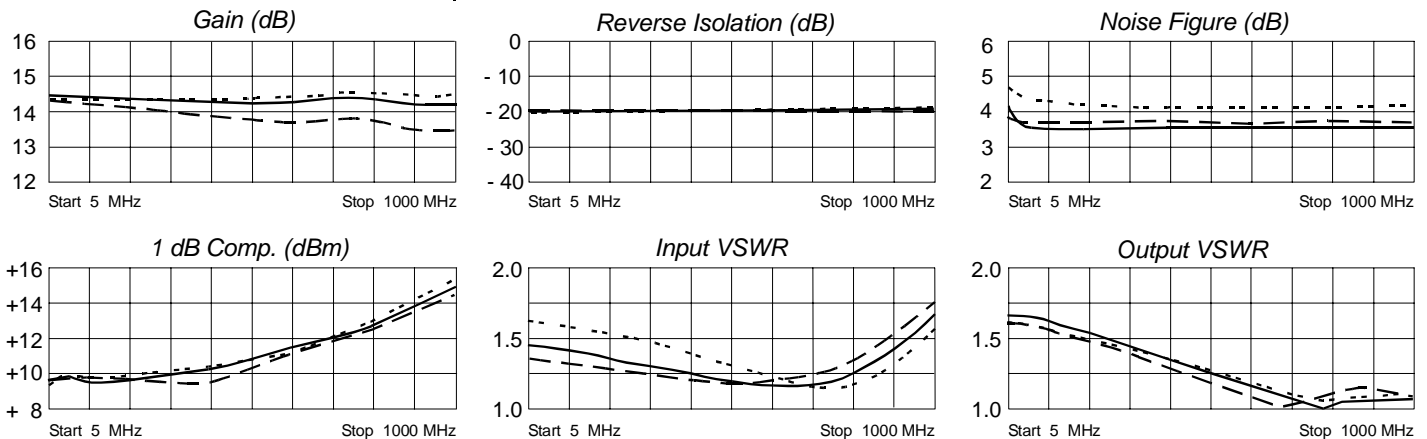 Gain (dB)
16
15
14
13
12
Start 5 MHz
Stop 1000 MHz
Reverse Isolation (dB)
0
- 10
- 20
- 30
- 40
Start 5 MHz
Stop 1000 MHz
Noise Figure (dB)
6
5
4
3
2
Start 5 MHz
Stop 1000 MHz
1 dB Comp. (dBm)
+16
+14
+12
+10
+ 8
Start 5 MHz
Stop 1000 MHz
Input VSWR
2.0
1.5
1.0
Start 5 MHz
Stop 1000 MHz
Output VSWR
2.0
1.5
1.0
Start 5 MHz
Stop 1000 MHz